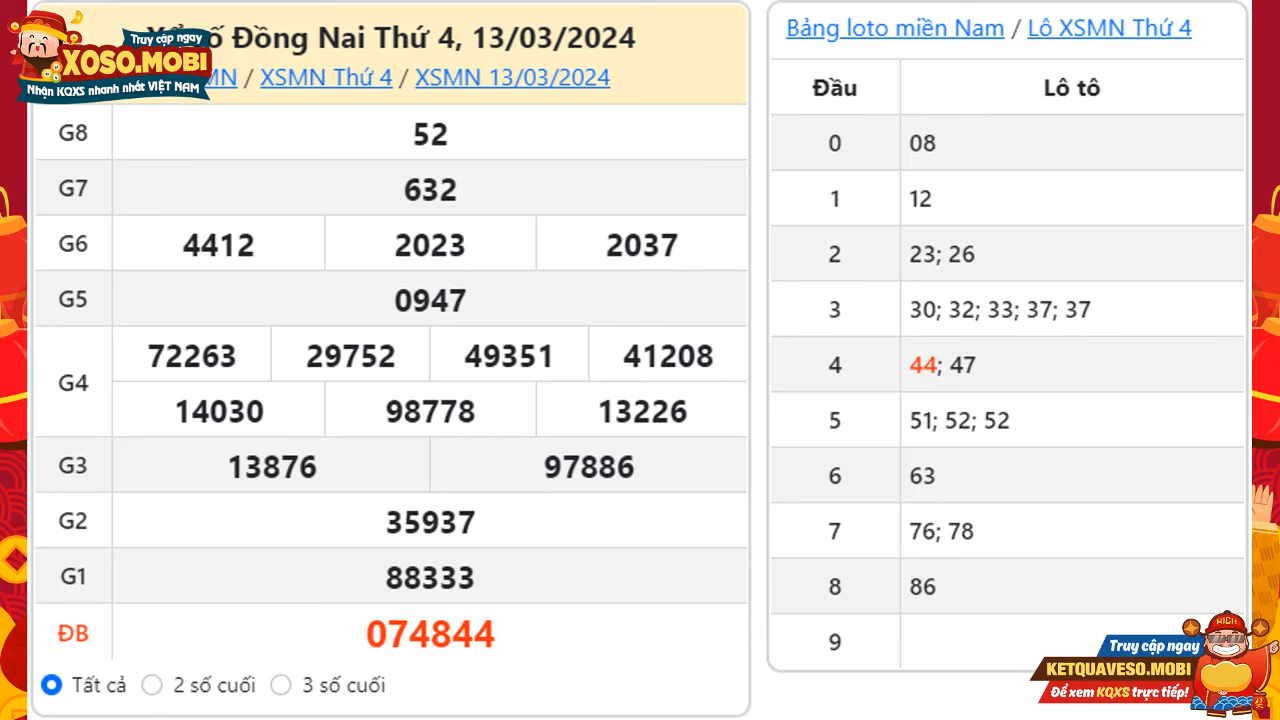 Truy cập ngay
XOSO.MOBI
Nhận KQXS nhanh nhất VIỆT NAM
Đồng Nai Thứ 4, 13/03/2024
/ XSMN Thứ 4 / XSMN 13/03/2024
G8 52
G7 632
G6 4412 2023 2037
G5 0947
G4 72263 29752 49351 41208
14030 98778 13226
G3 13876 97886
G2 35937
G1 88333
ĐB 074844
Tất cả 2 số cuối 3 số cuối
Bảng loto miền Nam / Lô XSMN Thứ 4
Đầu Lô tô
0 08
1 12
2 23; 26
3 30; 32; 33; 37; 37
4 44; 47
5 51; 52; 52
6 63
7 76; 78
8 86
9
RICH
Truy cập ngay
KETQUAVESO.MOBI
Để xem KQXS trực tiếp!